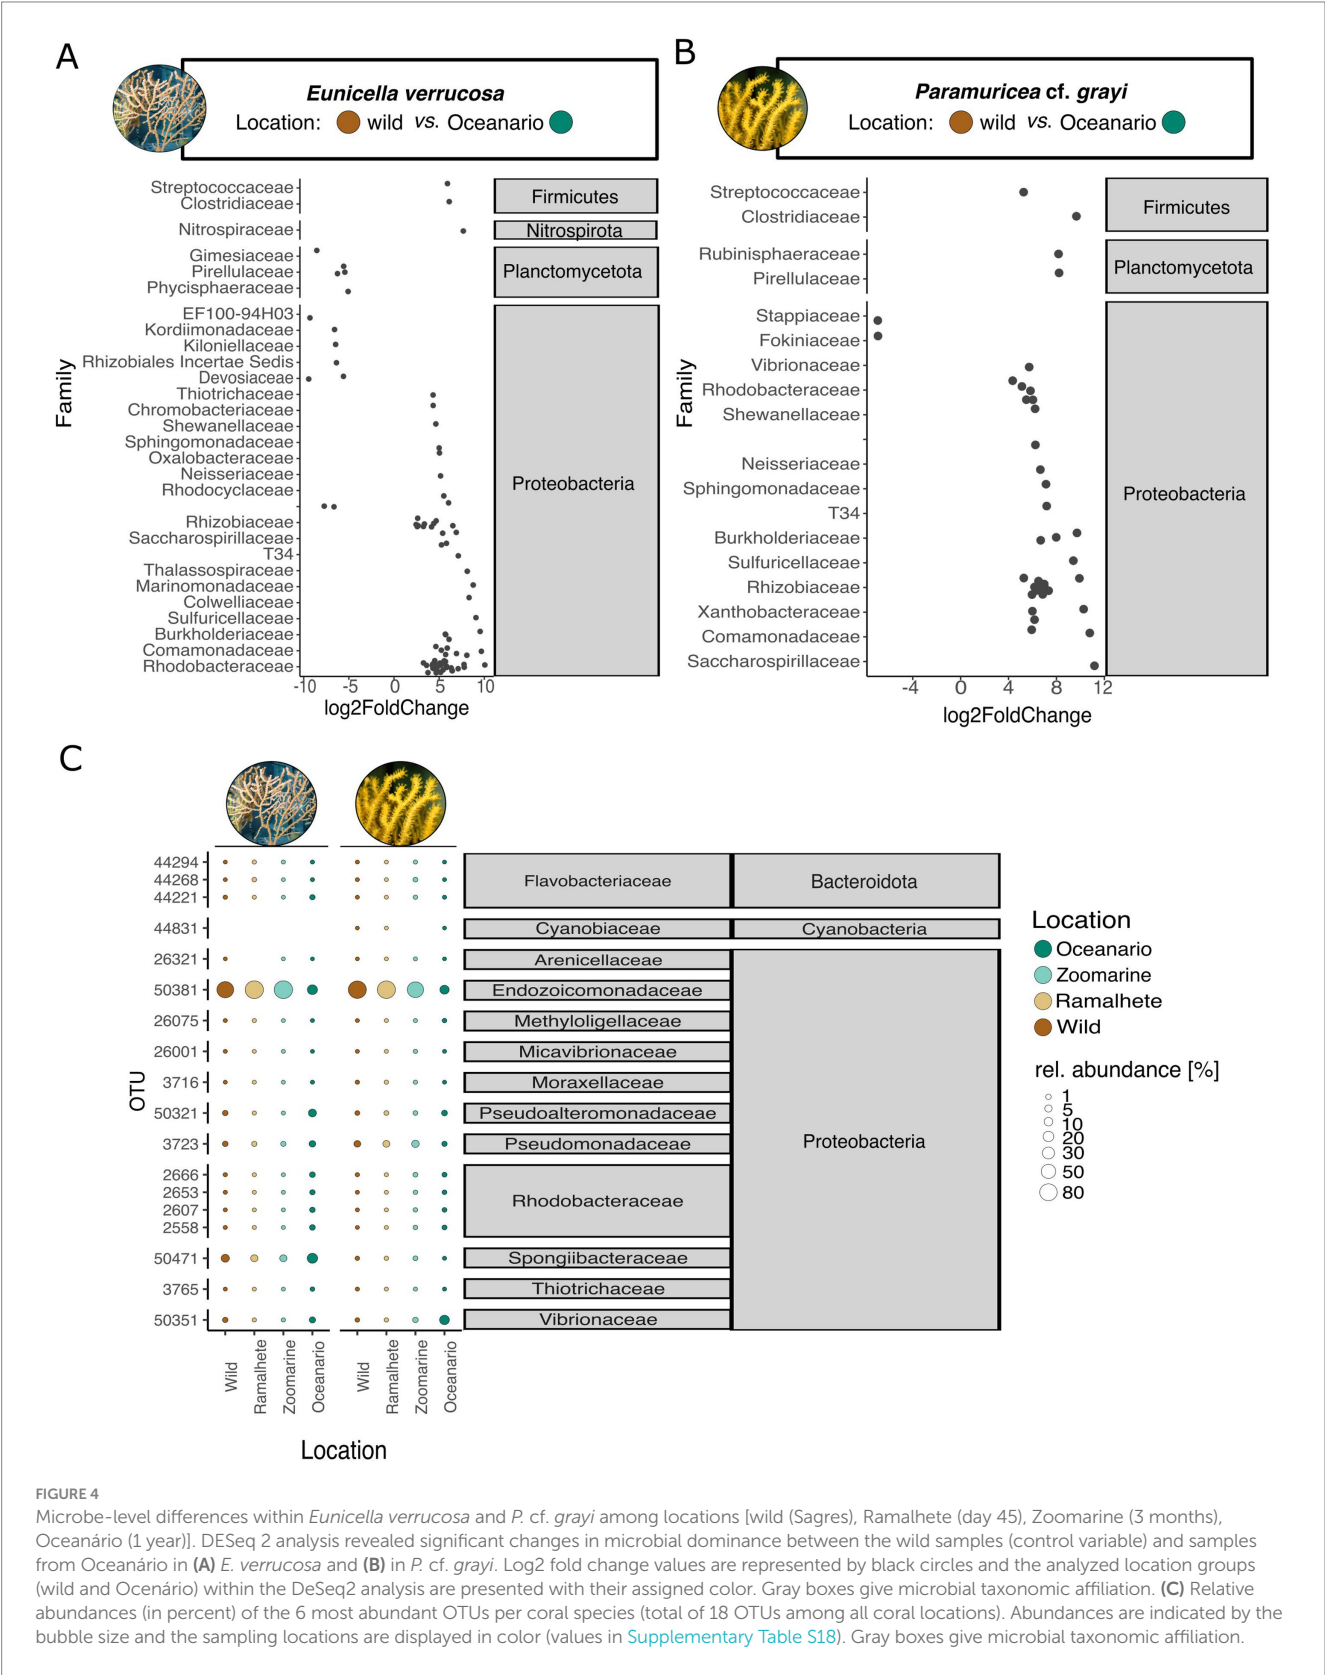 A
Eunicella verrucosa
Location: wild vs. Oceanario
B
Paramuricea cf. grayi
Location: wild vs. Oceanario
Family
Streptococcaceae
Clostridiaceae
Firmicutes
Nitrospiraceae
Nitrospirota
Gimesiaceae
Pirellulaceae
Phycisphaeraceae
Planctomycetota
EF100-94H03
Kordiimonadaceae
Kiloniellaceae
Rhizobiales Incertae Sedis
Devosiaceae
Thiotrichaceae
Chromobacteriaceae
Shewanellaceae
Sphingomonadaceae
Oxalobacteraceae
Neisseriaceae
Rhodocyclaceae
Rhizobiaceae
Saccharospirillaceae
T34
Thalassospiraceae
Marinomonadaceae
Colwelliaceae
Sulfuricellaceae
Burkholderiaceae
Comamonadaceae
Rhodobacteraceae
Proteobacteria
-10 -5 0 5 10
log2FoldChange
Family
Streptococcaceae
Clostridiaceae
Firmicutes
Rubinisphaeraceae
Pirellulaceae
Planctomycetota
Stappiaceae
Fokiniaceae
Vibrionaceae
Rhodobacteraceae
Shewanellaceae
Neisseriaceae
Sphingomonadaceae
T34
Burkholderiaceae
Sulfuricellaceae
Rhizobiaceae
Xanthobacteraceae
Comamonadaceae
Saccharospirillaceae
Proteobacteria
-4 0 4 8 12
log2FoldChange
C
OTU
44294
44268
44221
Flavobacteriaceae
Bacteroidota
44831
Cyanobiaceae
Cyanobacteria
26321
Arenicellaceae
50381
Endozoicomonadaceae
26075
Methyloligellaceae
26001
Micavibrionaceae
3716
Moraxellaceae
50321
Pseudoalteromonadaceae
3723
Pseudomonadaceae
2666
2653
2607
2558
Rhodobacteraceae
50471
Spongiibacteraceae
3765
Thiotrichaceae
50351
Vibrionaceae
Proteobacteria
Wild Ramalhete Zoomarine Oceanario Wild Ramalhete Zoomarine Oceanario
Location
Location
Oceanario
Zoomarine
Ramalhete
Wild
rel. abundance [%]
1
5
10
20
30
50
80
FIGURE 4
Microbe-level differences within Eunicella verrucosa and P. cf. grayi among locations [wild (Sagres), Ramalhete (day 45), Zoomarine (3 months),
Oceanário (1 year)]. DESeq 2 analysis revealed significant changes in microbial dominance between the wild samples (control variable) and samples
from Oceanário in (A) E. verrucosa and (B) in P. cf. grayi. Log2 fold change values are represented by black circles and the analyzed location groups
(wild and Ocenário) within the DeSeq2 analysis are presented with their assigned color. Gray boxes give microbial taxonomic affiliation. (C) Relative
abundances (in percent) of the 6 most abundant OTUs per coral species (total of 18 OTUs among all coral locations). Abundances are indicated by the
bubble size and the sampling locations are displayed in color (values in Supplementary Table S18). Gray boxes give microbial taxonomic affiliation.